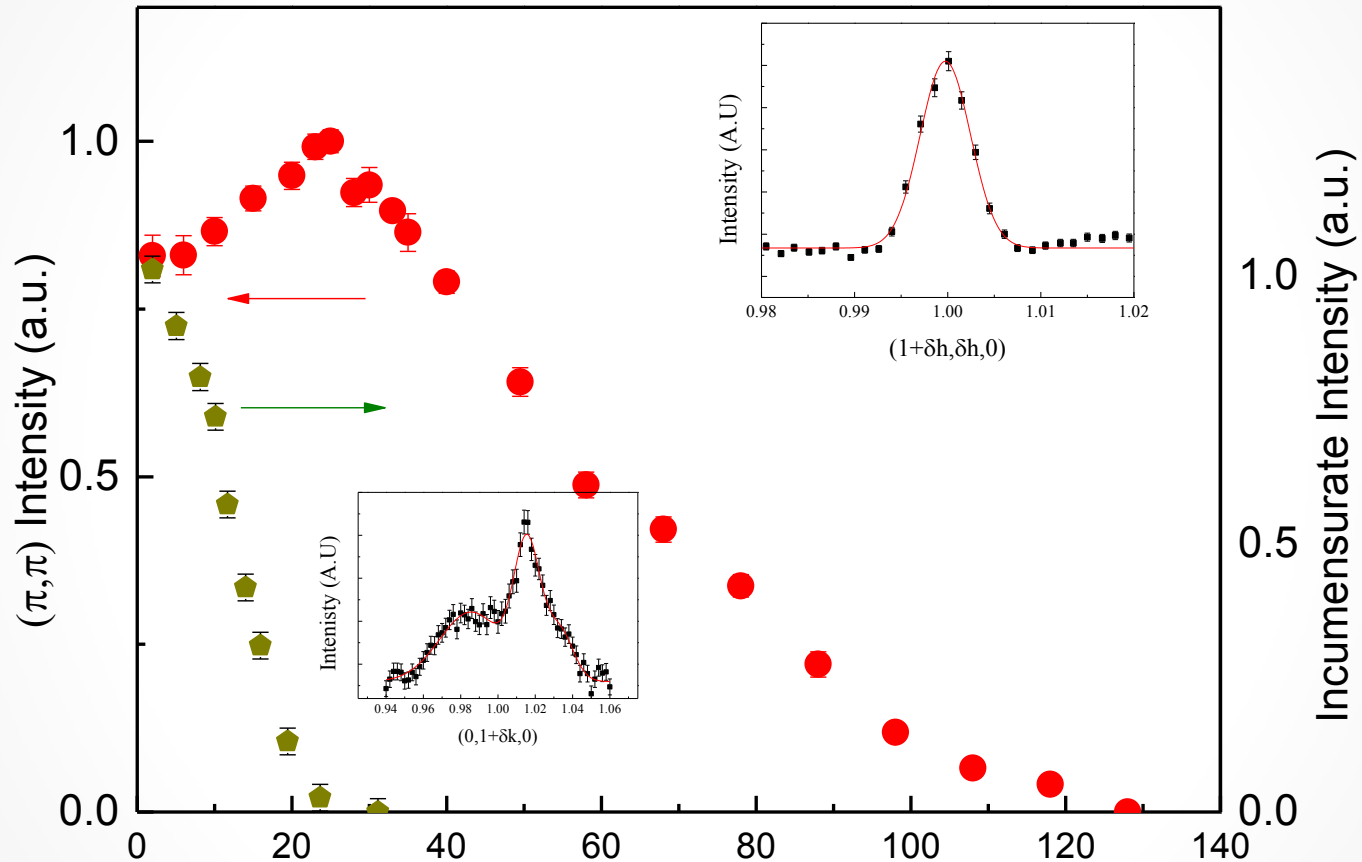 (π,π) Intensity (a.u.)
1.0
0.5
0.0
0 20 40 60 80 100 120 140
Incumensurate Intensity (a.u.)
1.0
0.5
0.0
Intensity (A.U)
0.98 0.99 1.00 1.01 1.02
(1+δh,δh,0)
Intenisty (A.U)
0.94 0.96 0.98 1.00 1.02 1.04 1.06
(0,1+δk,0)